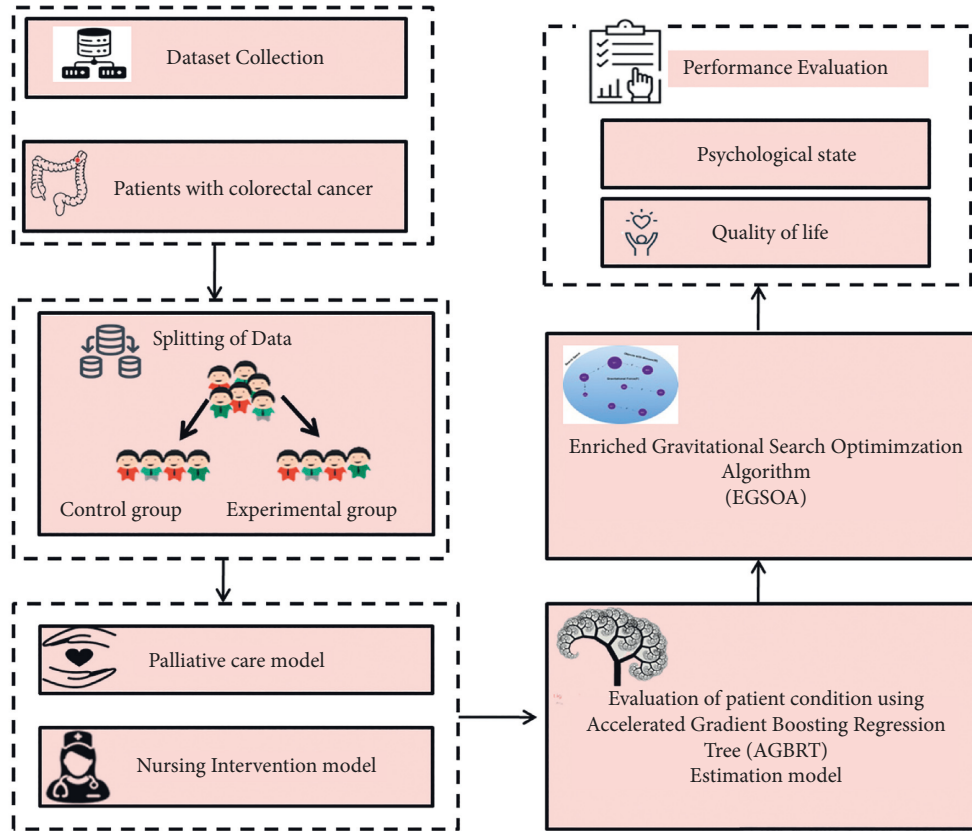 Dataset Collection
Patients with colorectal cancer
Splitting of Data
Control group
Experimental group
Palliative care model
Nursing Intervention model
Evaluation of patient condition using
Accelerated Gradient Boosting Regression
Tree (AGBRT)
Estimation model
Enriched Gravitational Search Optimimzation
Algorithm
(EGSOA)
Performance Evaluation
Psychological state
Quality of life